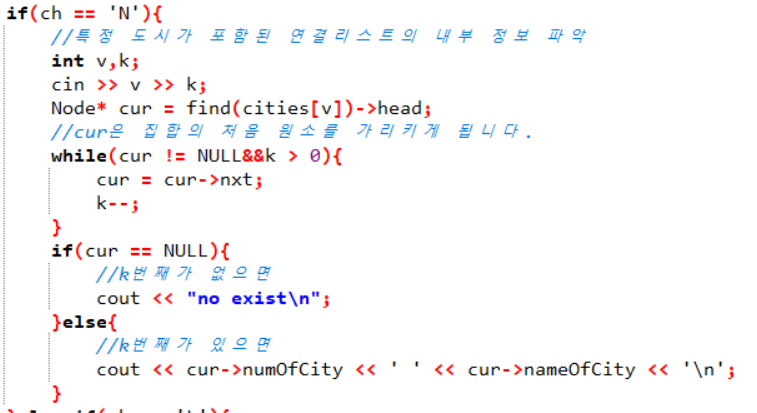 if(ch == 'N'){
//특정 도시가 포함된 연결리스트의 내부 정보 파악
int v,k;
cin >> v >> k;
Node* cur = find(cities[v])->head;
//cur은 집합의 처음 원소를 가리키게 됩니다.
while(cur != NULL&&k > 0){
cur = cur->nxt;
k--;
}
if(cur == NULL){
//k번째가 없으면
cout << "no exist\n";
}else{
//k번째가 있으면
cout << cur->numOfCity << ' ' << cur->nameOfCity << '\n';
}